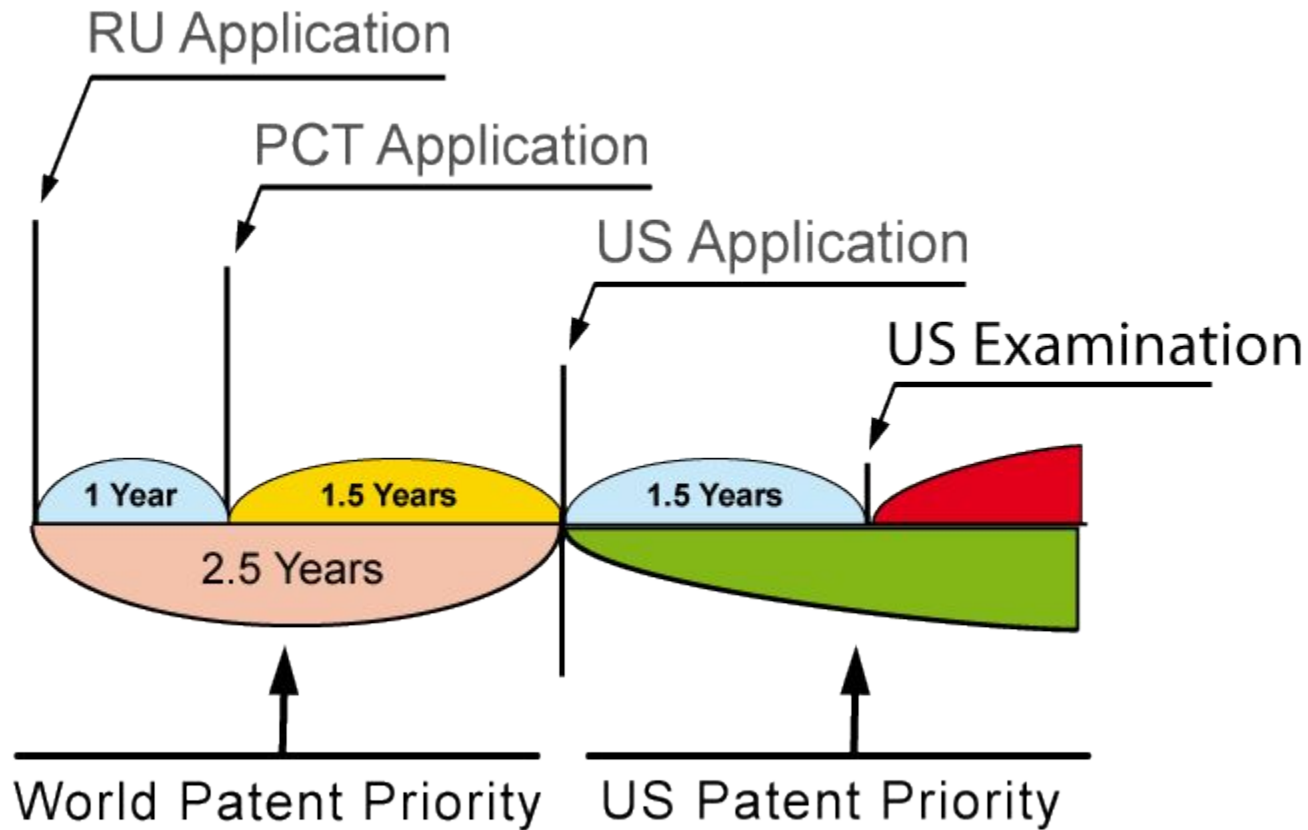 RU Application
PCT Application
US Application
US Examination
1 Year
1.5 Years
1.5 Years
2.5 Years
World Patent Priority
US Patent Priority